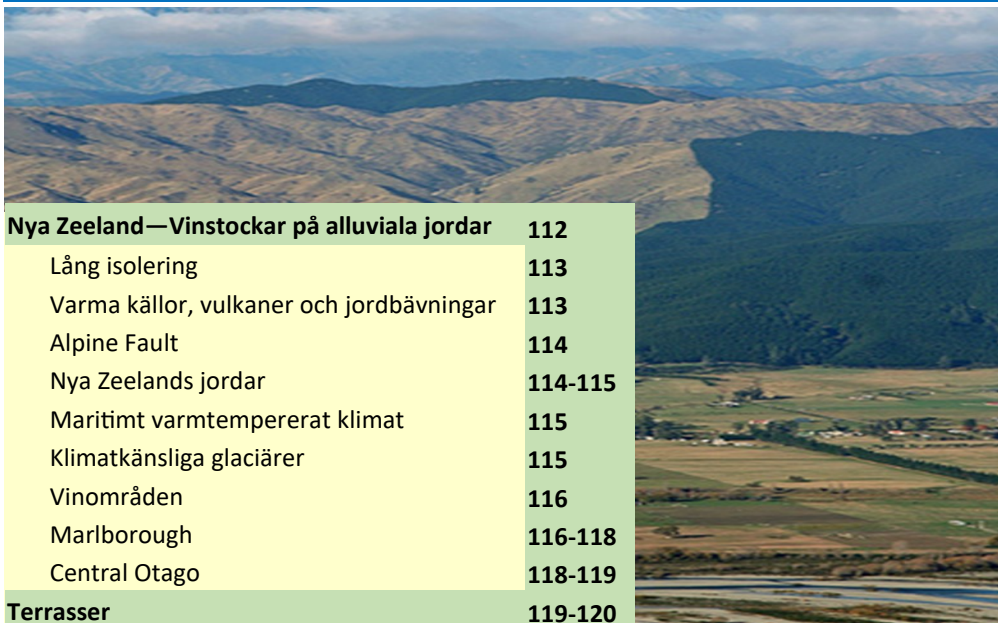 Nya Zeeland—Vinstockar på alluviala jordar 112
Lång isolering 113
Varma källor, vulkaner och jordbävningar 113
Alpine Fault 114
Nya Zeelands jordar 114-115
Maritimt varmtempererat klimat 115
Klimatkänsliga glaciärer 115
Vinområden 116
Marlborough 116-118
Central Otago 118-119
Terrasser 119-120